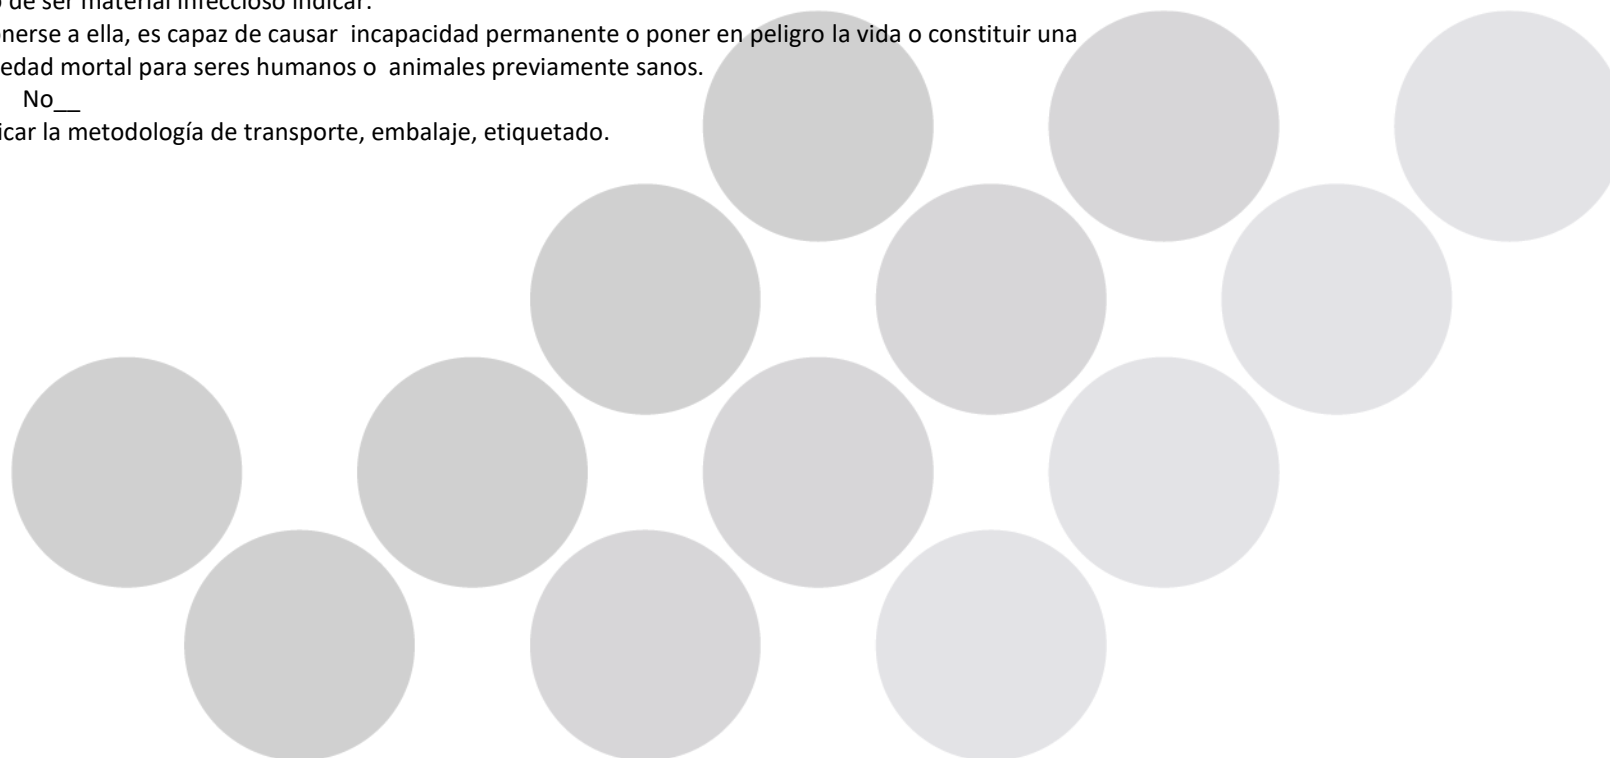 de ser material infeccioso indicar:
nerse a ella, es capaz de causar  incapacidad permanente o poner en peligro la vida o constituir una
edad mortal para seres humanos o  animales previamente sanos.
No__
icar la metodología de transporte, embalaje, etiquetado.